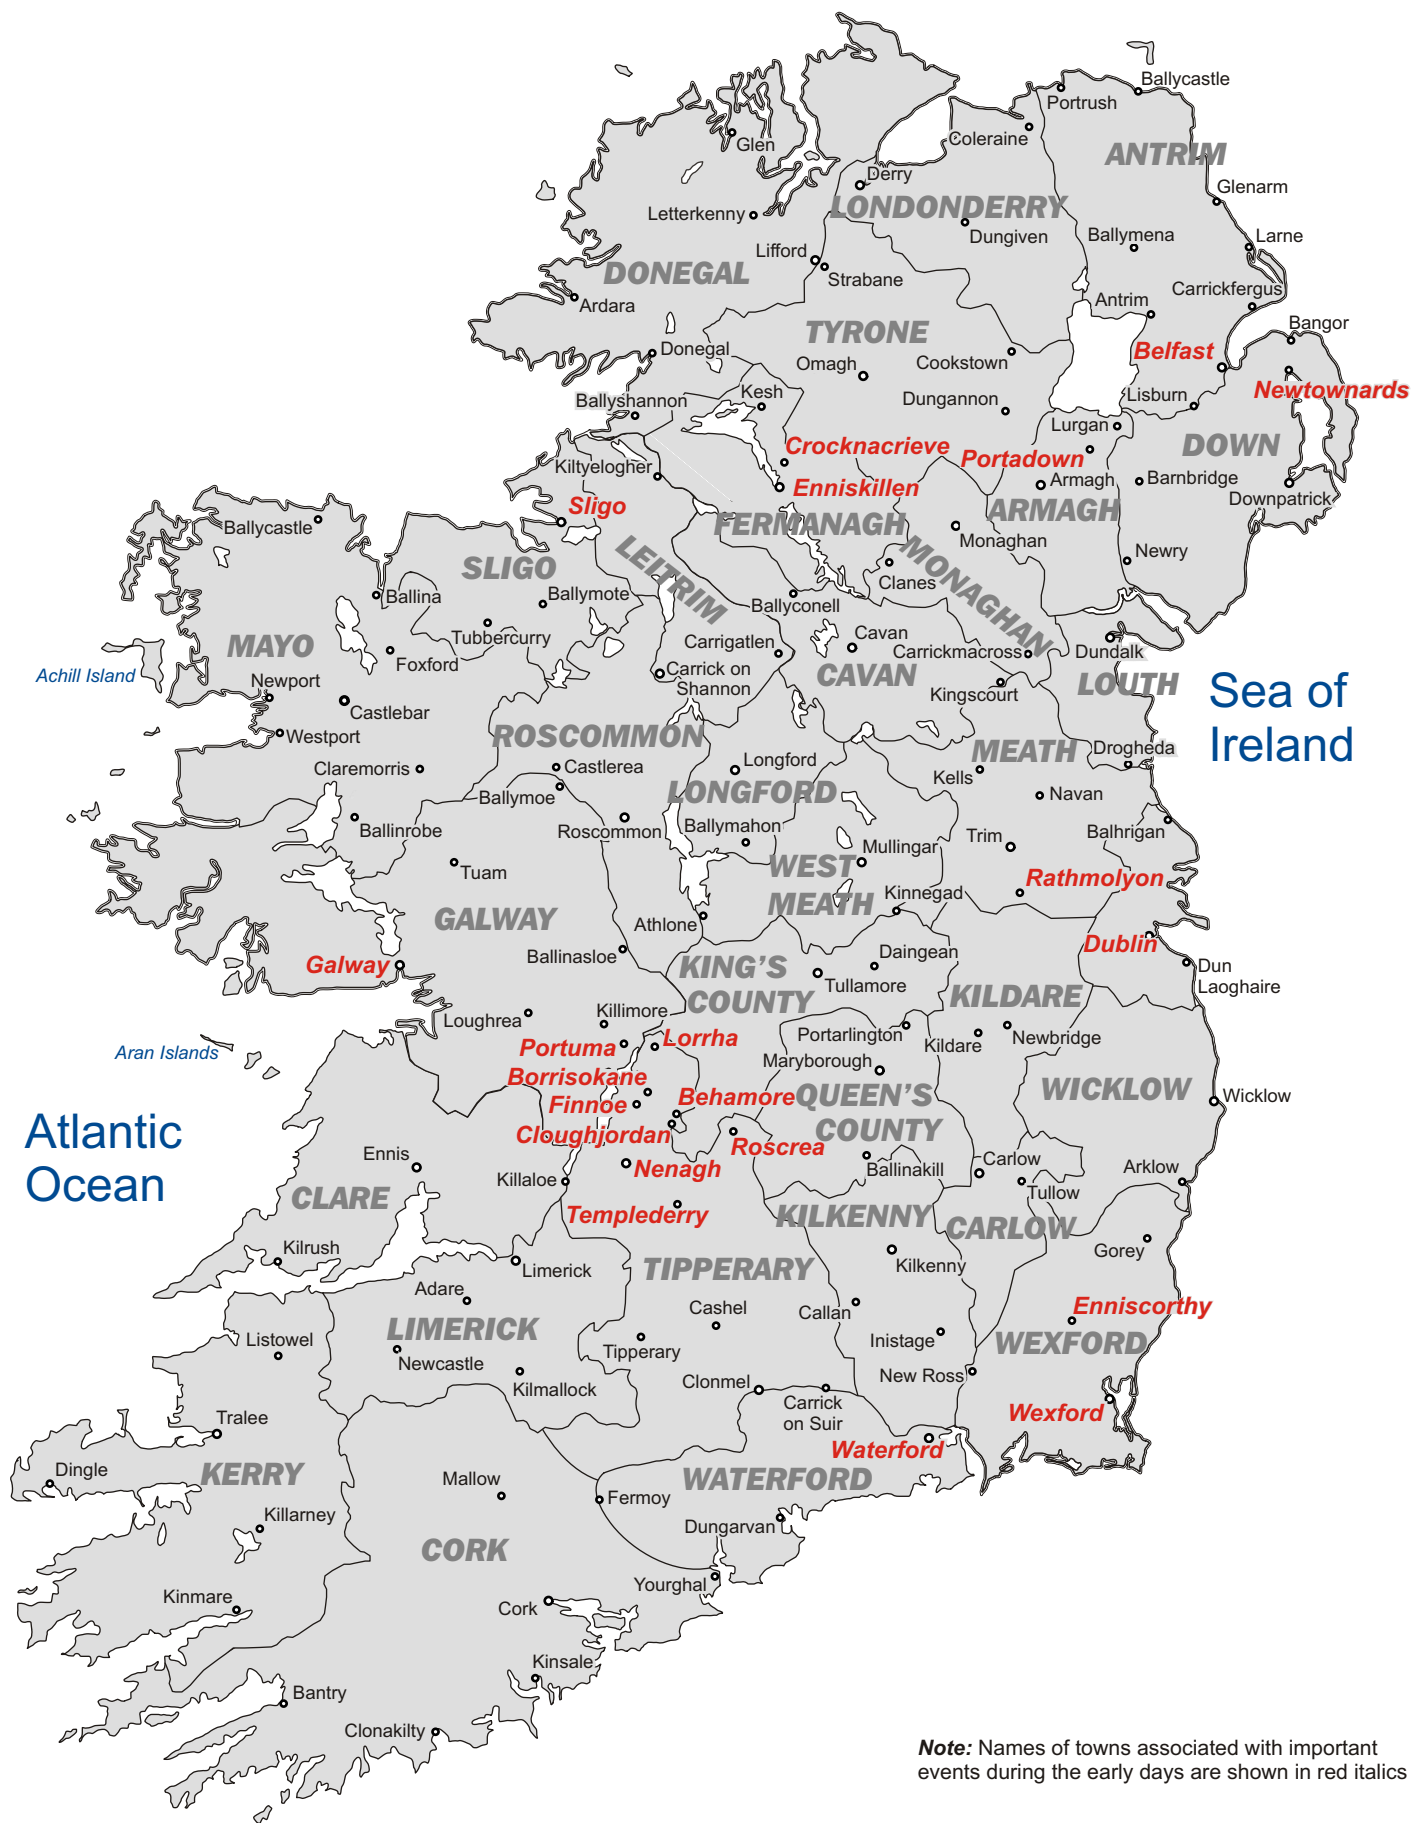 Ballycastle
Portrush
Coleraine
Glen
ANTRIM
Derry
Glenarm
LONDONDERRY
Letterkenny
Dungiven
Ballymena
Larne
Lifford
Strabane
DONEGAL
Carrickfergus
Ardara
Antrim
Bangor
TYRONE
Donegal
Omagh
Cookstown
Belfast
Newtownards
Kesh
Ballyshannon
Dungannon
Lisburn
Lurgan
DOWN
Crocknacrieve
Portadown
Kiltyelogher
Armagh
Barnbridge
Enniskillen
Downpatrick
Sligo
ARMAGH
FERMANAGH
Ballycastle
Monaghan
Newry
SLIGO
LEITRIM
MONAGHAN
Clanes
Ballina
Ballymote
Ballyconell
Tubbercurry
Cavan
MAYO
Carrigatlen
Carrickmacross
Dundalk
Foxford
Achill Island
Carrick on
Shannon
CAVAN
Newport
Kingscourt
LOUTH
Sea of
Ireland
Castlebar
Westport
ROSCOMMON
MEATH
Drogheda
Claremorris
Castlerea
Longford
Kells
LONGFORD
Ballymoe
Navan
Ballinrobe
Roscommon
Ballymahon
Trim
Balhrigan
Mullingar
Tuam
WEST
MEATH
Rathmolyon
Kinnegad
GALWAY
Athlone
Dublin
Ballinasloe
Daingean
Galway
KING'S
COUNTY
Dun
Laoghaire
Tullamore
KILDARE
Killimore
Loughrea
Portarlington
Kildare
Newbridge
Lorrha
Portuma
Aran Islands
Maryborough
Borrisokane
WICKLOW
Behamore
QUEEN'S
COUNTY
Wicklow
Finnoe
Atlantic
Ocean
Cloughjordan
Roscrea
Ennis
Nenagh
Ballinakill
Carlow
Arklow
Killaloe
Tullow
CLARE
Templederry
KILKENNY
CARLOW
Kilrush
Gorey
Limerick
TIPPERARY
Kilkenny
Adare
Cashel
Callan
Enniscorthy
LIMERICK
Listowel
Inistage
WEXFORD
Newcastle
Tipperary
Kilmallock
Clonmel
New Ross
Carrick
on Suir
Wexford
Tralee
Waterford
Dingle
KERRY
Mallow
WATERFORD
Fermoy
Killarney
Dungarvan
CORK
Yourghal
Kinmare
Cork
Kinsale
Bantry
Clonakilty
Note: Names of towns associated with important
events during the early days are shown in red italics